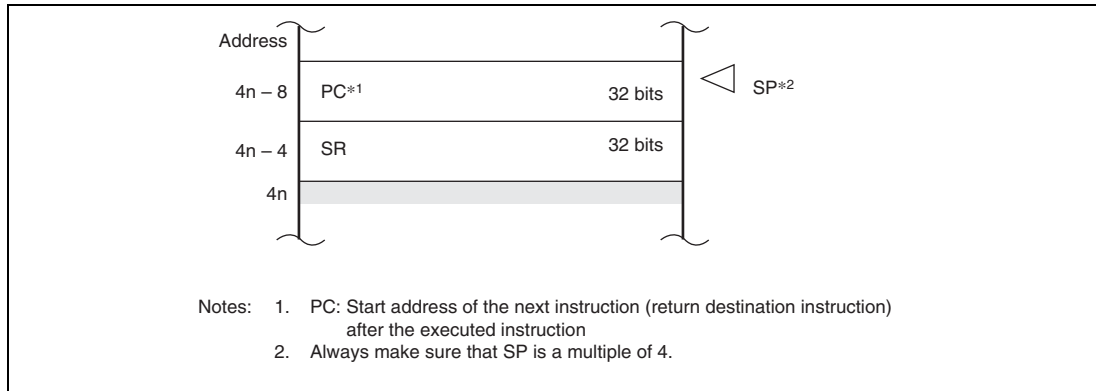 Address
4n – 8 PC*1 32 bits SP*2
4n – 4 SR 32 bits
4n
Notes: 1. PC: Start address of the next instruction (return destination instruction)
after the executed instruction
2. Always make sure that SP is a multiple of 4.